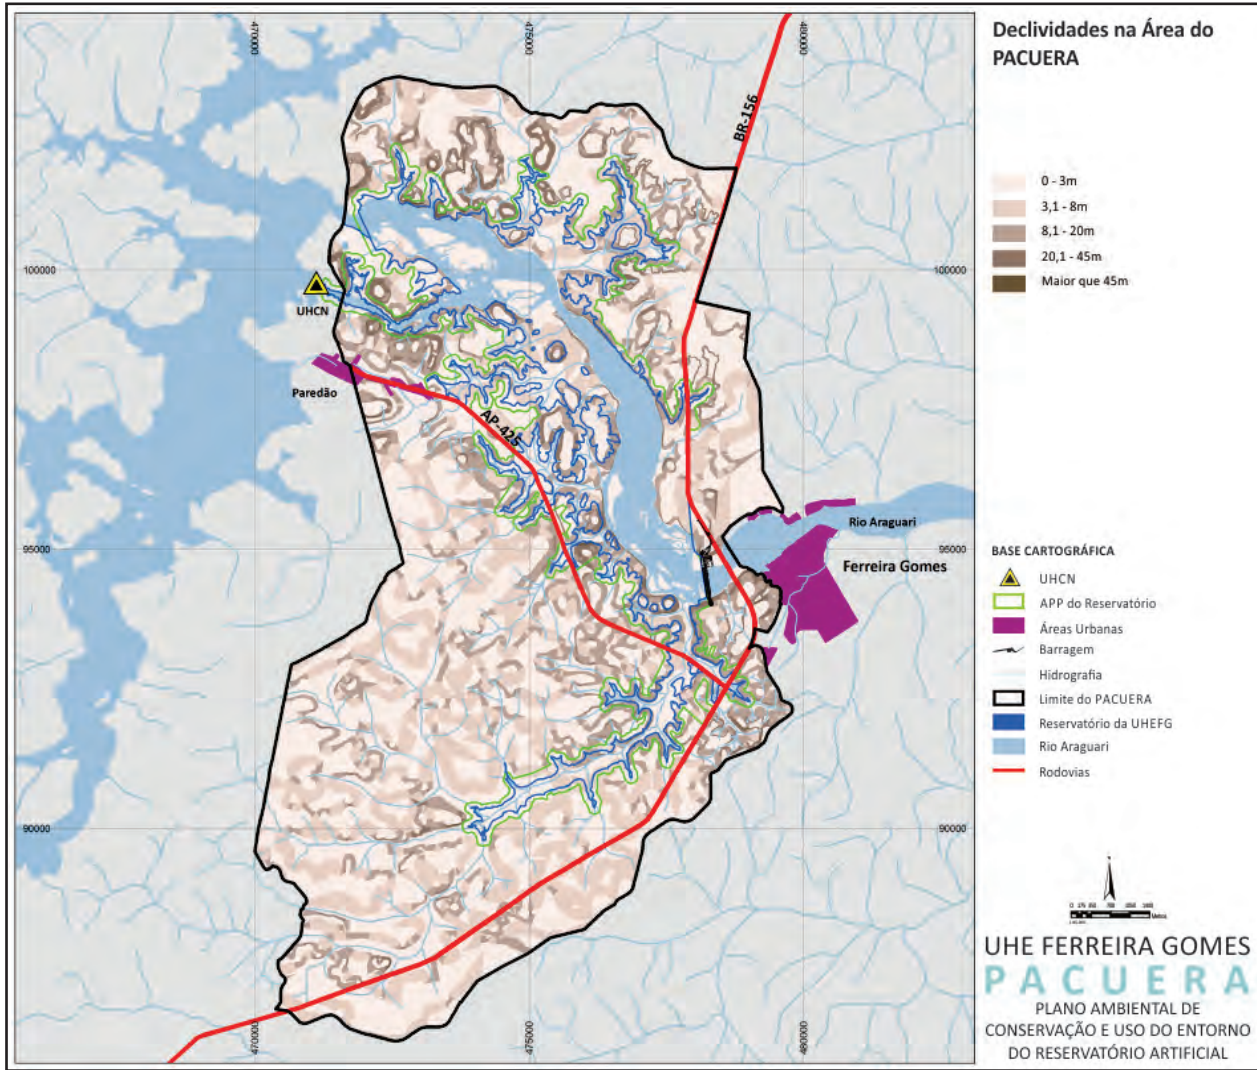 Declividades na Área do
PACUERA
0 - 3m
3,1 - 8m
8,1 - 20m
20,1 - 45m
Maior que 45m
470000
475000
480000
BR-156
100000
100000
UHCN
Paredão
AP-425
Rio Araguari
95000
95000
Ferreira Gomes
90000
90000
470000
475000
480000
BASE CARTOGRÁFICA
UHCN
APP do Reservatório
Áreas Urbanas
Barragem
Hidrografia
Limite do PACUERA
Reservatório da UHEFG
Rio Araguari
Rodovias
Metros
UHE FERREIRA GOMES
PACUERA
PLANO AMBIENTAL DE
CONSERVAÇÃO E USO DO ENTORNO
DO RESERVATÓRIO ARTIFICIAL